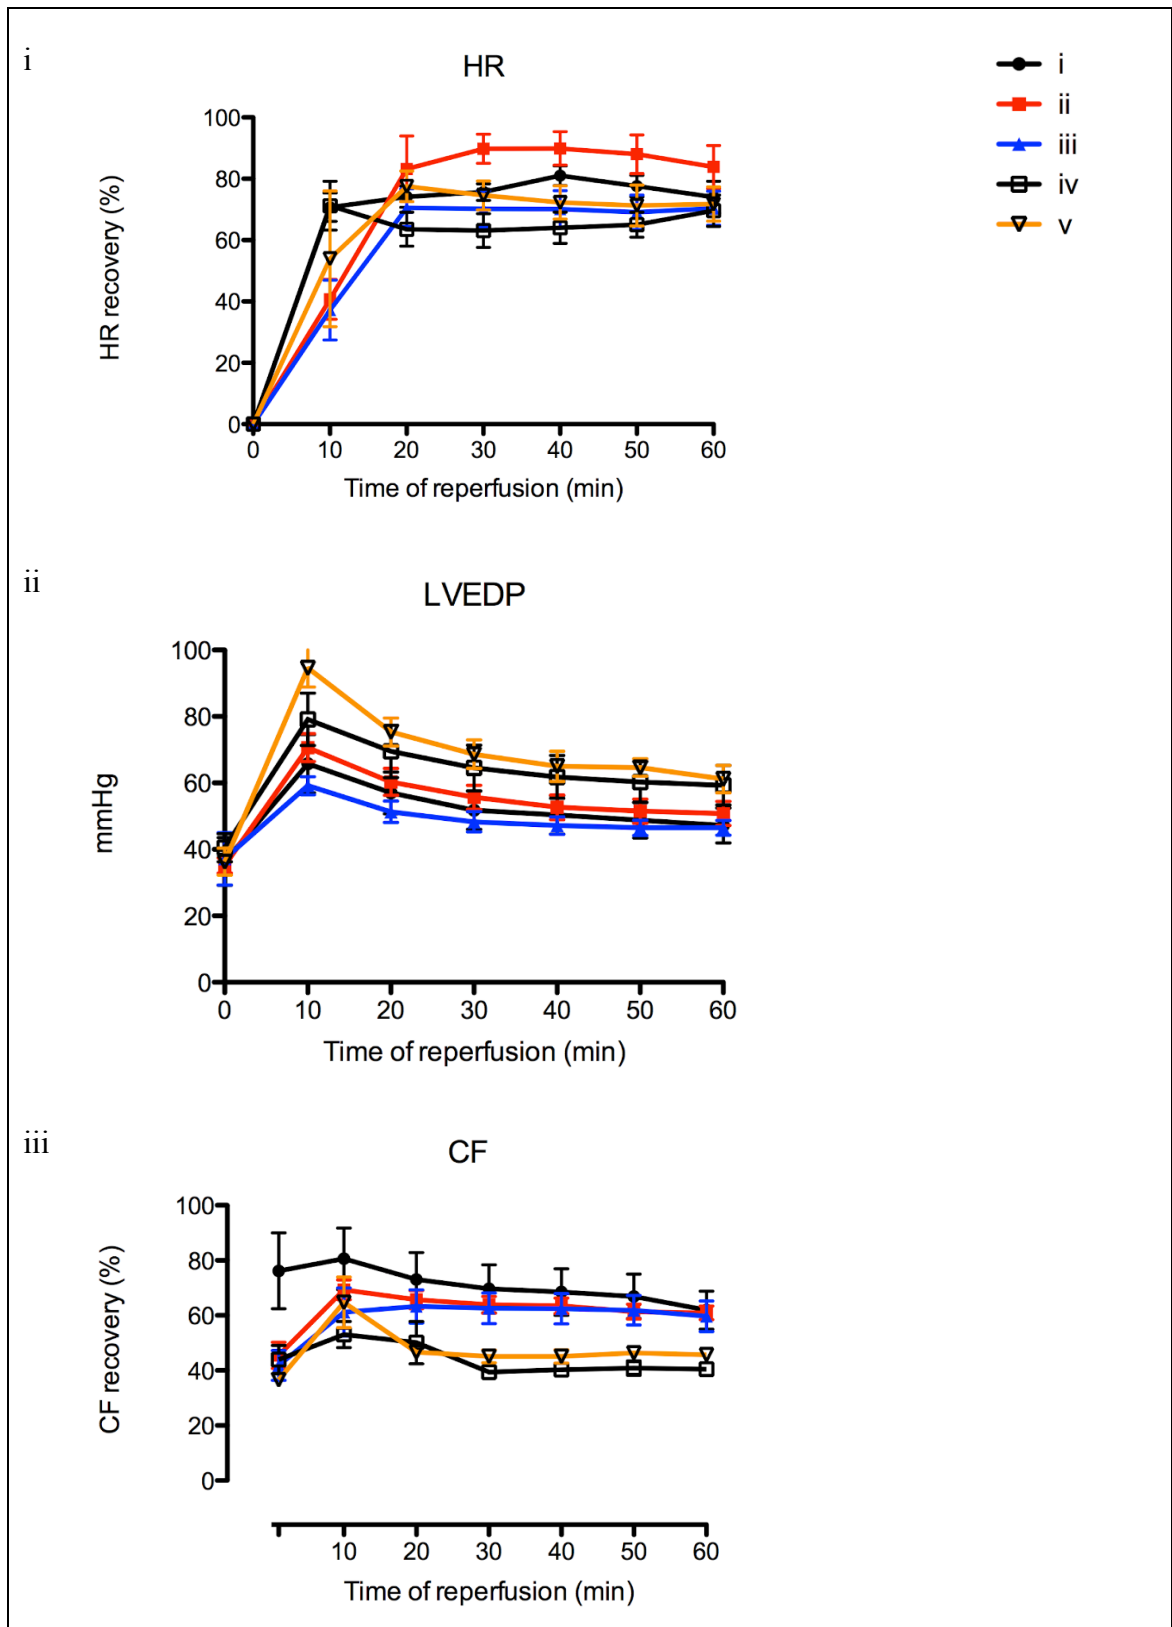 i
HR
i
ii
iii
iv
v
100
80
60
40
20
0
HR recovery (%)
0 10 20 30 40 50 60
Time of reperfusion (min)
ii
LVEDP
100
80
60
40
20
0
mmHg
0 10 20 30 40 50 60
Time of reperfusion (min)
iii
CF
100
80
60
40
20
0
CF recovery (%)
10 20 30 40 50 60
Time of reperfusion (min)